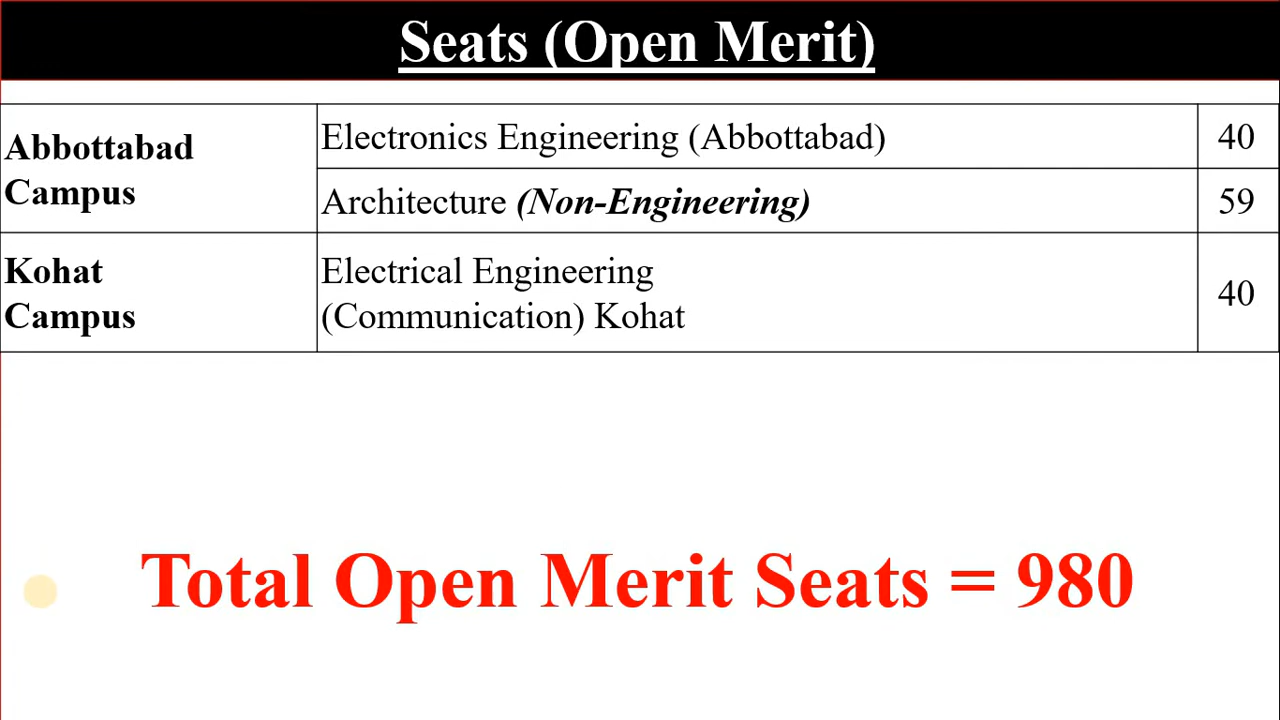 Seats (Open Merit)
Abbottabad
Campus
Electronics Engineering (Abbottabad)
40
Architecture (Non-Engineering)
59
Kohat
Campus
Electrical Engineering
(Communication) Kohat
40
Total Open Merit Seats = 980